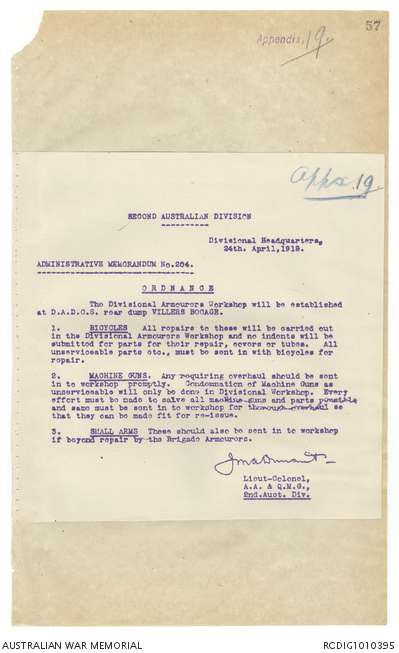 57
Appendix, 19.
Appx 19.
SECOND AUSTRALIAN DIVISION
Divisional Headquarters,
24th. April, 1918.
ADMINISTRATIVE MEMORANDUM No.264.
ORDNANCE
The Divisional Armourers Workshop will be established
at D.A.D.O.S. rear dump VILLERS BOCAGE.
1. BICYCLES All repairs to these will be carried out
in the Divisional Armourers Workshop and no indents will be
submitted for parts for their repair, covers or tubes. All
unserviceable parts etc., must be sent in with bicycles for
repair.
2. MACHINE GUNS. Any requiring overhaul should be sent
in to workshop promptly. Condemnation of Machine Guns as
unserviceable will only be done in Divisional Workshop. Every
effort must be made to salve all machine guns and parts possible
and same must be sent in to workshop for thorough overhaul so
that they can be made fit for re-issue.
3. SMALL ARMS These should also be sent in to workshop
if beyond repair by the Brigade Armourers.
Lieut-Colonel,
A.A. & Q.M.G.,
2nd.Aust. Div.
AUSTRALIAN WAR MEMORIAL
RCDIG1010395